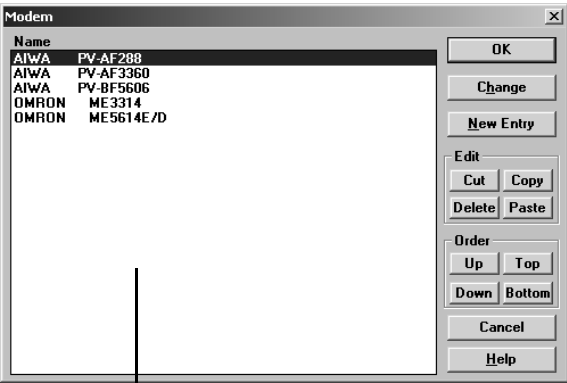 Modem
Name
AIWA PV-AF288
AIWA PV-AF3360
AIWA PV-BF5606
OMRON ME3314
OMRON ME5614E/D
OK
Change
New Entry
Edit
Cut Copy
Delete Paste
Order
Up Top
Down Bottom
Cancel
Help